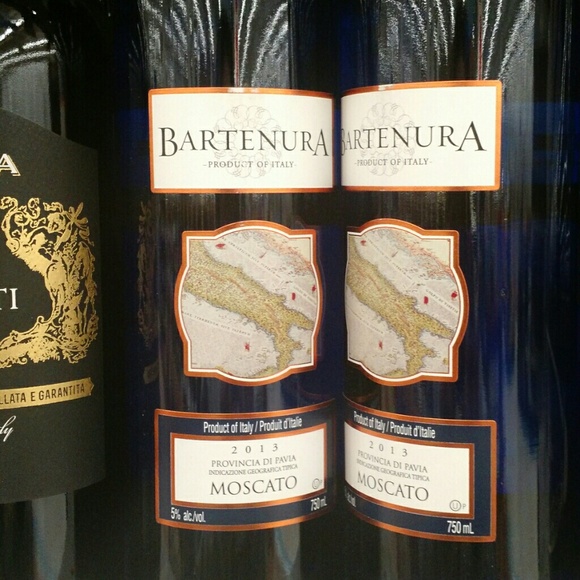 A
TI
LLATA E GARANTITA
BARTENURA
-PRODUCT OF ITALY-
Product of Italy / Produit d'Italie
2013
PROVINCIA DI PAVIA
INDICAZIONE GEOGRAFICA TIPICA
MOSCATO
5% alc./vol.
750 mL
BARTENURA
-PRODUCT OF ITALY-
Product of Italy / Produit d'Italie
2013
PROVINCIA DI PAVIA
INDICAZIONE GEOGRAFICA TIPICA
MOSCATO
U P
750 mL